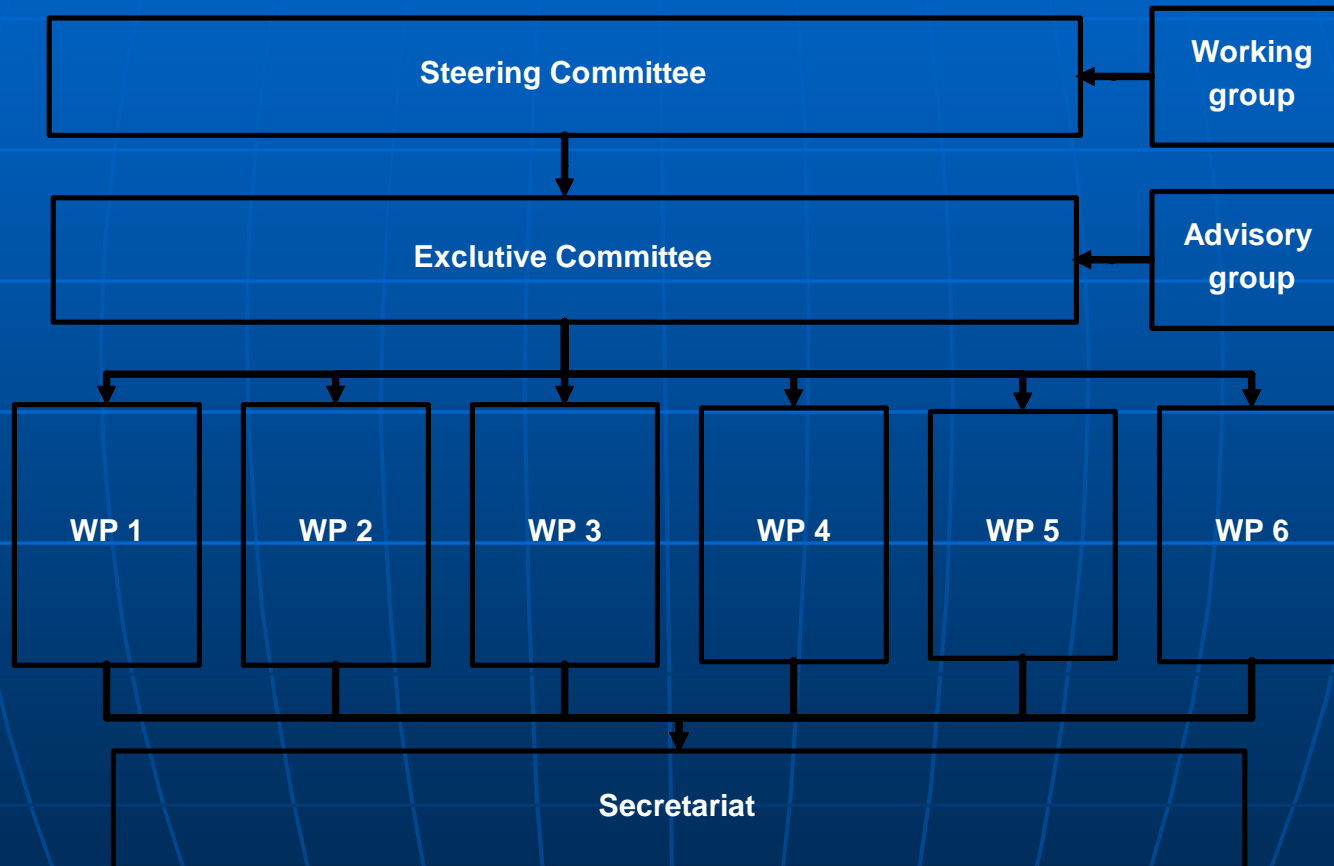 Steering Committee
Working
group
Exclutive Committee
Advisory
group
WP 1
WP 2
WP 3
WP 4
WP 5
WP 6
Secretariat